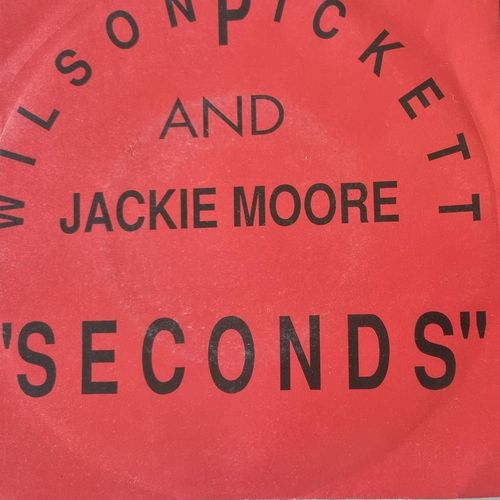 WILSON PICKETT
AND
JACKIE MOORE
"SECONDS"